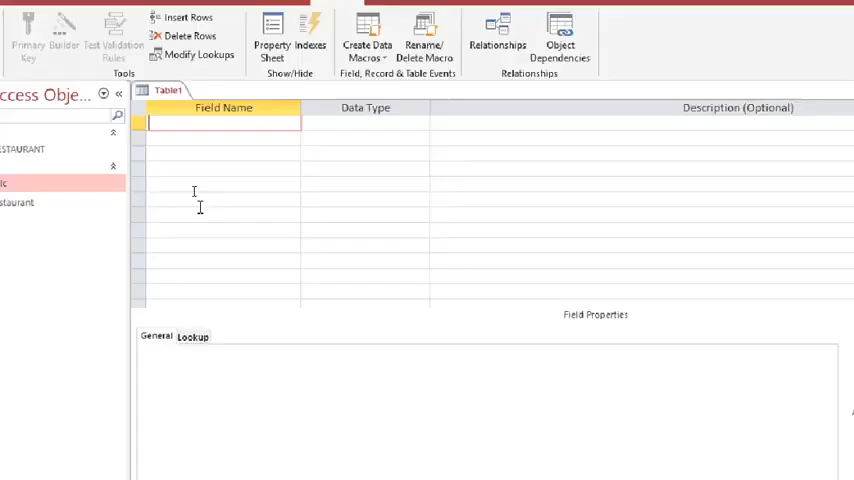 Insert Rows
Delete Rows
Modify Lookups
Primary Key
Builder
Test Validation Rules
Tools
Property Sheet
Indexes
Show/Hide
Create Data Macros
Rename/ Delete Macro
Field, Record & Table Events
Relationships
Object Dependencies
Relationships
ccess Obje... «
Table1
Field Name Data Type Description (Optional)
ESTAURANT
ic
staurant
Field Properties
General Lookup